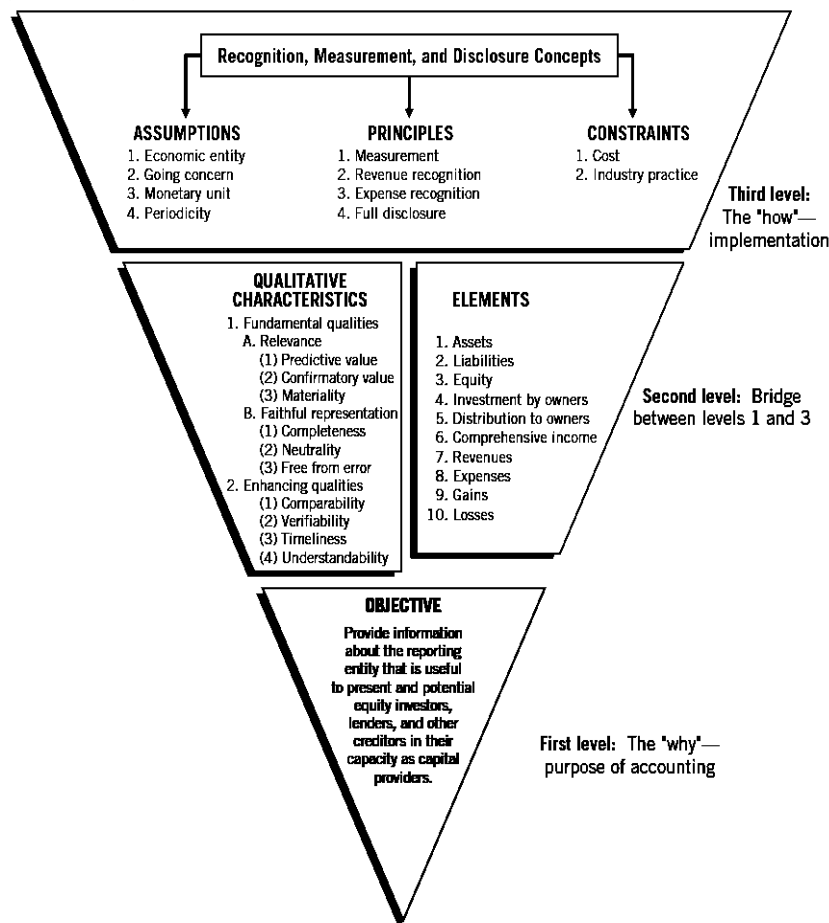 Recognition, Measurement, and Disclosure Concepts
ASSUMPTIONS
1. Economic entity
2. Going concern
3. Monetary unit
4. Periodicity
PRINCIPLES
1. Measurement
2. Revenue recognition
3. Expense recognition
4. Full disclosure
CONSTRAINTS
1. Cost
2. Industry practice
Third level:
The "how"—
implementation
QUALITATIVE
CHARACTERISTICS
1. Fundamental qualities
A. Relevance
(1) Predictive value
(2) Confirmatory value
(3) Materiality
B. Faithful representation
(1) Completeness
(2) Neutrality
(3) Free from error
2. Enhancing qualities
(1) Comparability
(2) Verifiability
(3) Timeliness
(4) Understandability
ELEMENTS
1. Assets
2. Liabilities
3. Equity
4. Investment by owners
5. Distribution to owners
6. Comprehensive income
7. Revenues
8. Expenses
9. Gains
10. Losses
Second level: Bridge
between levels 1 and 3
OBJECTIVE
Provide information
about the reporting
entity that is useful
to present and potential
equity investors,
lenders, and other
creditors in their
capacity as capital
providers.
First level: The "why"—
purpose of accounting